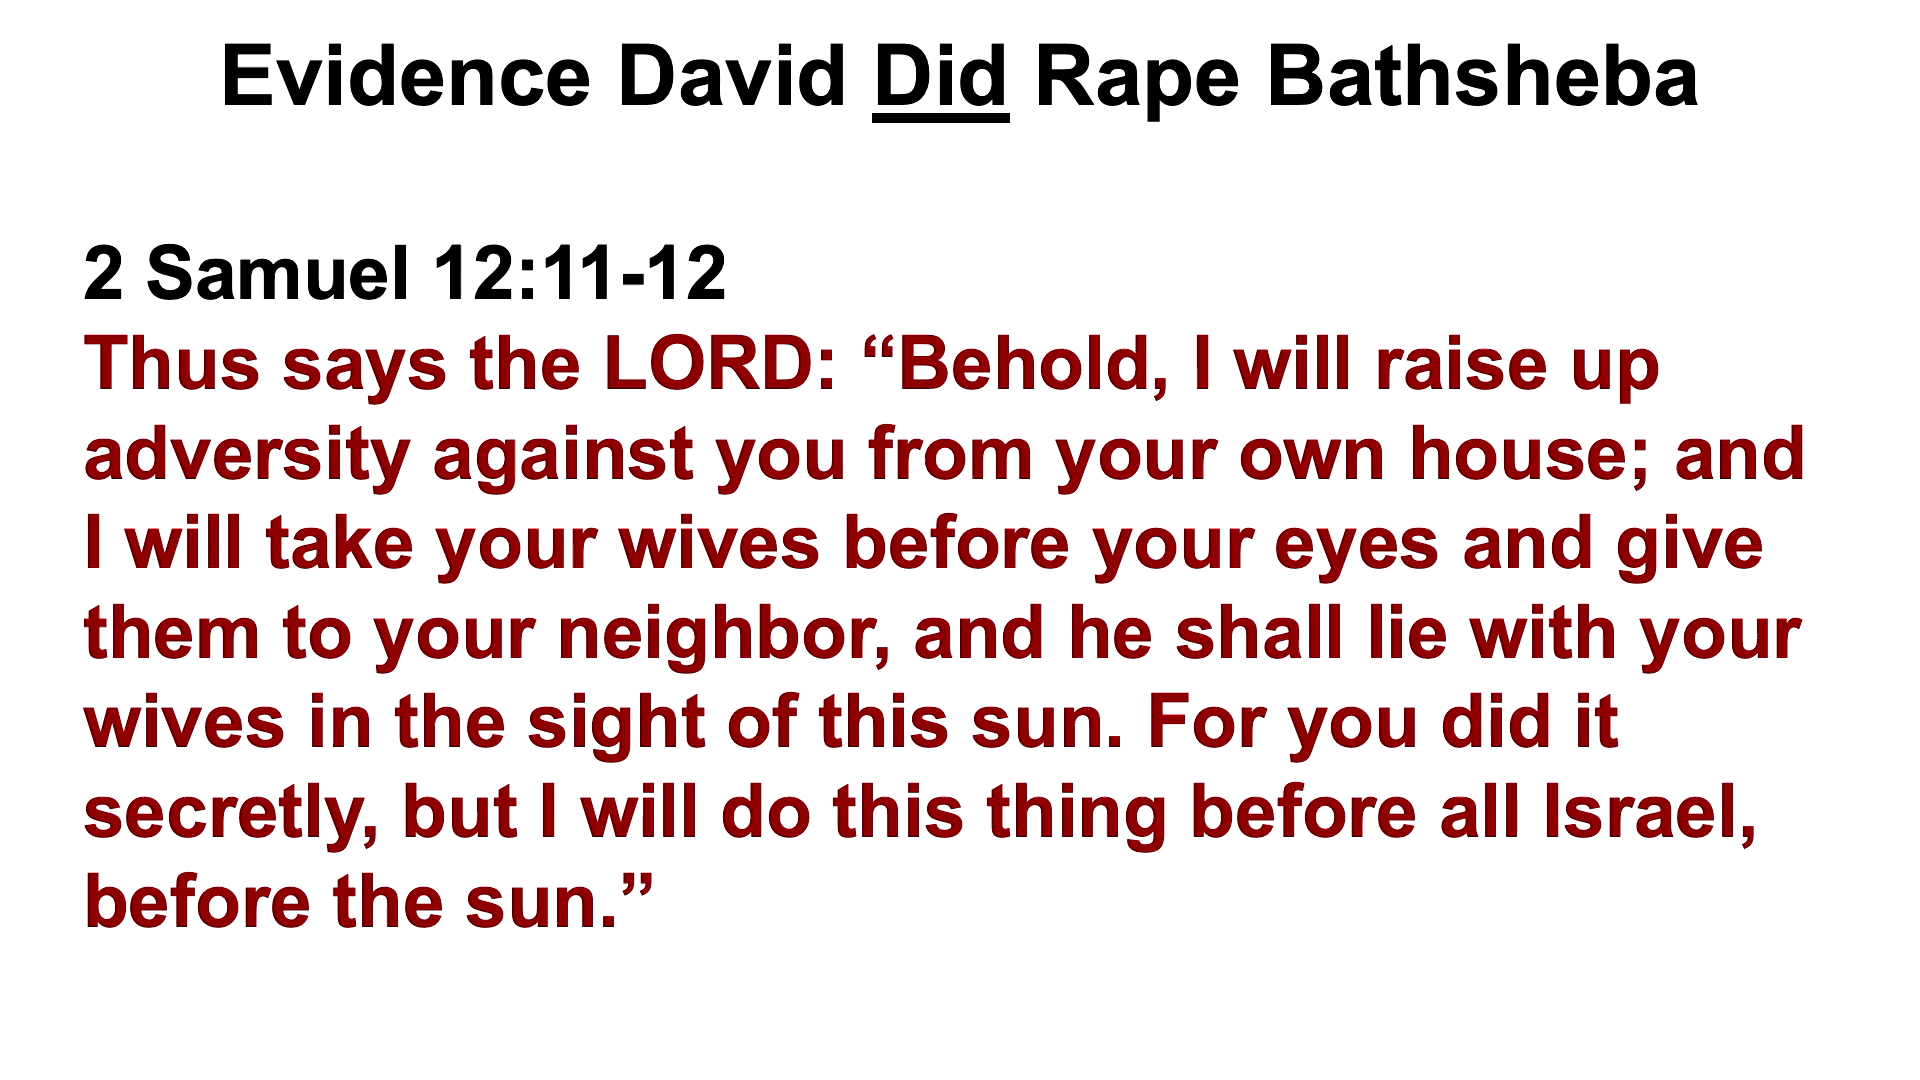 Evidence David Did Rape Bathsheba
2 Samuel 12:11-12
Thus says the LORD: “Behold, I will raise up
adversity against you from your own house; and
I will take your wives before your eyes and give
them to your neighbor, and he shall lie with your
wives in the sight of this sun. For you did it
secretly, but I will do this thing before all Israel,
before the sun.”